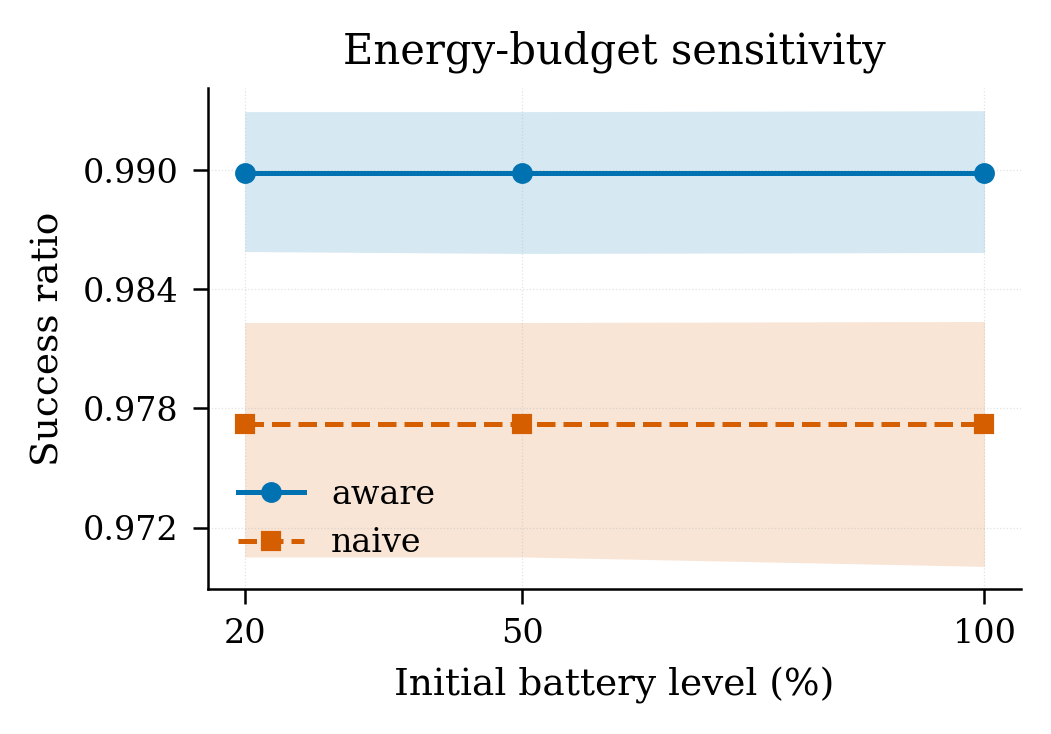 Energy-budget sensitivity
Success ratio
0.990
0.984
0.978
0.972
aware
naive
20 50 100
Initial battery level (%)